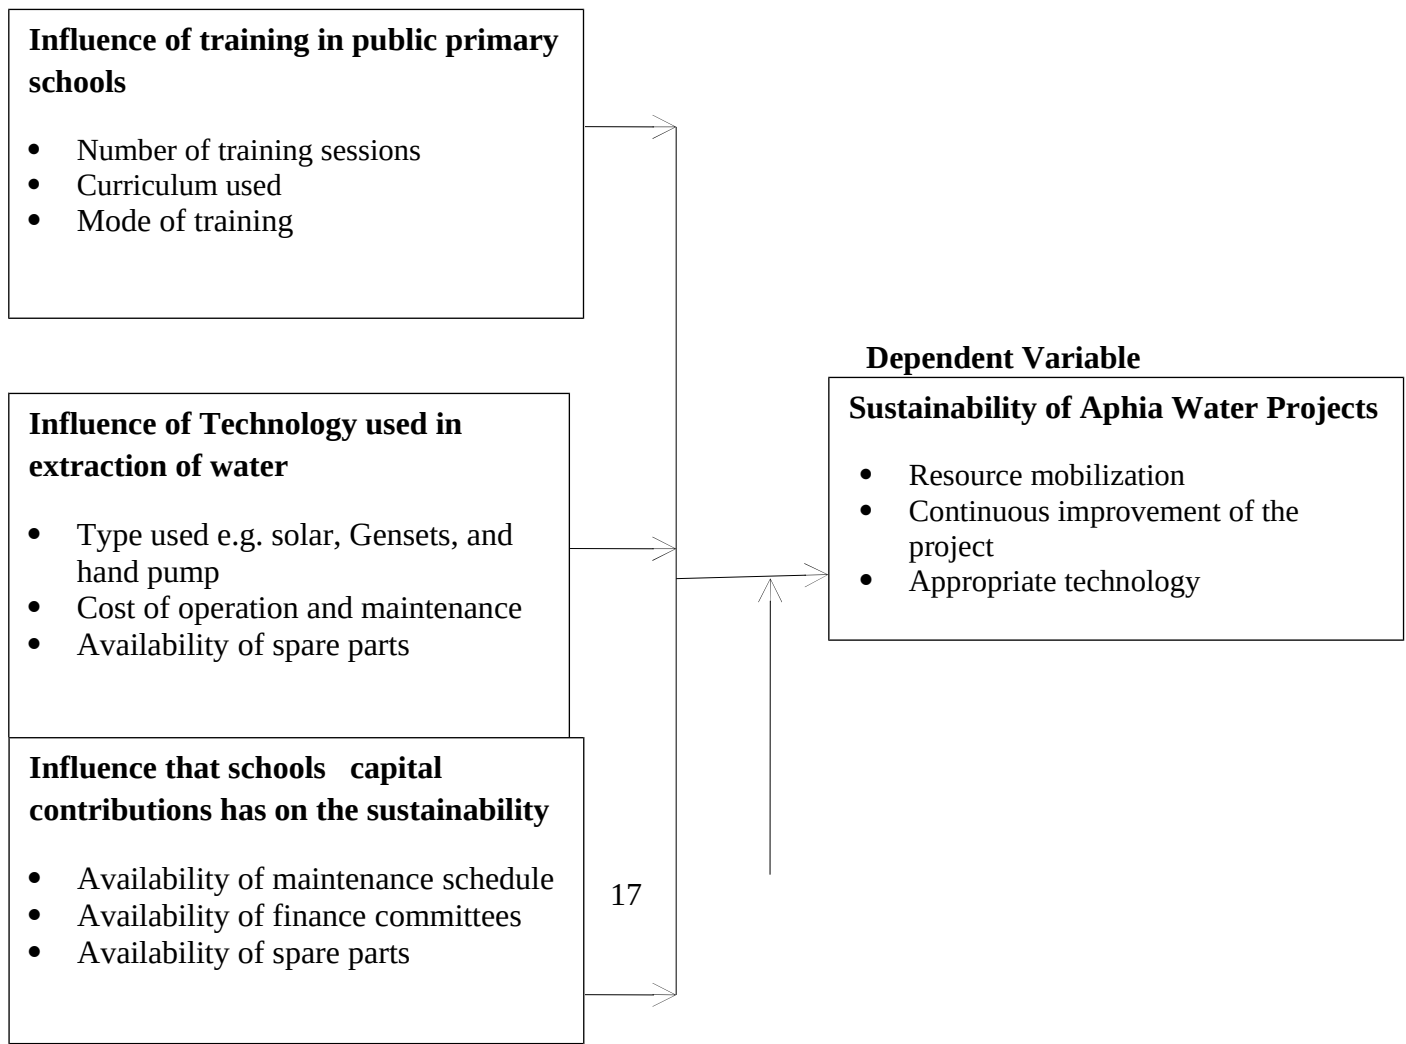 Influence of training in public primary
schools
• Number of training sessions
• Curriculum used
• Mode of training
Influence of Technology used in
extraction of water
• Type used e.g. solar, Gensets, and
hand pump
• Cost of operation and maintenance
• Availability of spare parts
Influence that schools capital
contributions has on the sustainability
• Availability of maintenance schedule
• Availability of finance committees
• Availability of spare parts
17
Dependent Variable
Sustainability of Aphia Water Projects
• Resource mobilization
• Continuous improvement of the
project
• Appropriate technology